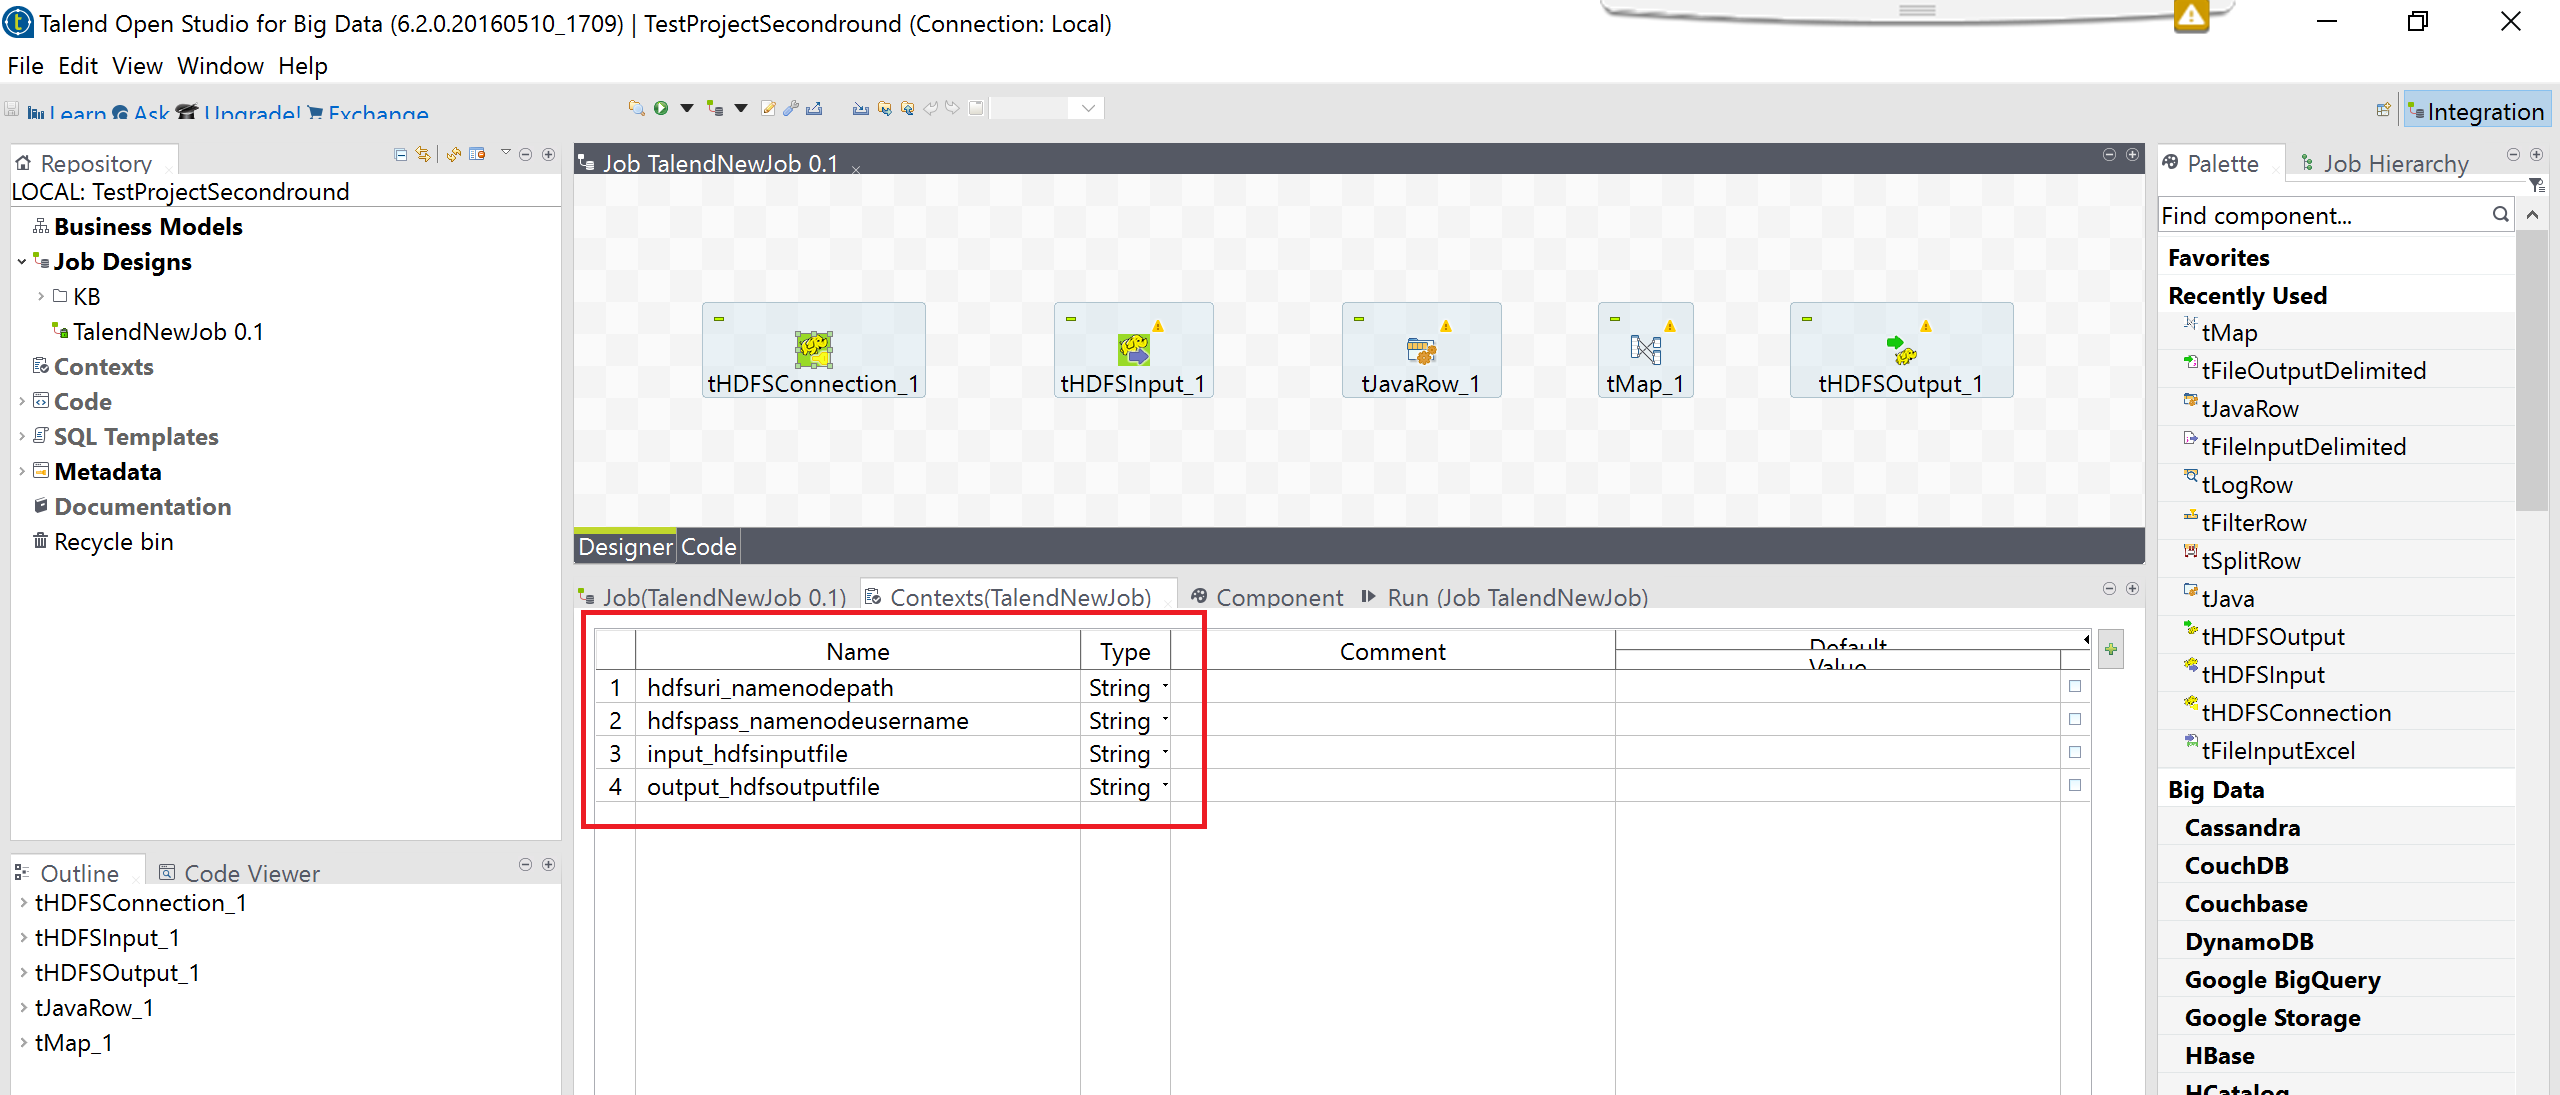 Talend Open Studio for Big Data (6.2.0.20160510_1709) | TestProjectSecondround (Connection: Local)
File Edit View Window Help
Learn Ask Upgrade! Exchange
Integration
Repository
LOCAL: TestProjectSecondround
Business Models
Job Designs
KB
TalendNewJob 0.1
Contexts
Code
SQL Templates
Metadata
Documentation
Recycle bin
Outline Code Viewer
tHDFSConnection_1
tHDFSInput_1
tHDFSOutput_1
tJavaRow_1
tMap_1
Job TalendNewJob 0.1
tHDFSConnection_1 tHDFSInput_1 tJavaRow_1 tMap_1 tHDFSOutput_1
Designer Code
Job(TalendNewJob 0.1) Contexts(TalendNewJob) Component Run (Job TalendNewJob)
Name Type Comment Default
Value
1 hdfsuri_namenodepath String
2 hdfspass_namenodeusername String
3 input_hdfsinputfile String
4 output_hdfsoutputfile String
Palette Job Hierarchy
Find component...
Favorites
Recently Used
tMap
tFileOutputDelimited
tJavaRow
tFileInputDelimited
tLogRow
tFilterRow
tSplitRow
tJava
tHDFSOutput
tHDFSInput
tHDFSConnection
tFileInputExcel
Big Data
Cassandra
CouchDB
Couchbase
DynamoDB
Google BigQuery
Google Storage
HBase
HCatalog